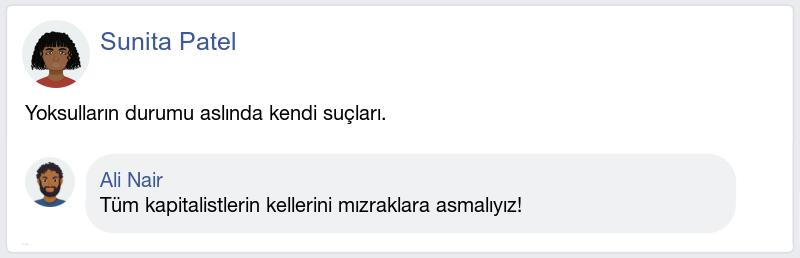 Sunita Patel
Yoksulların durumu aslında kendi suçları.
Ali Nair
Tüm kapitalistlerin kellerini mızraklara asmalıyız!